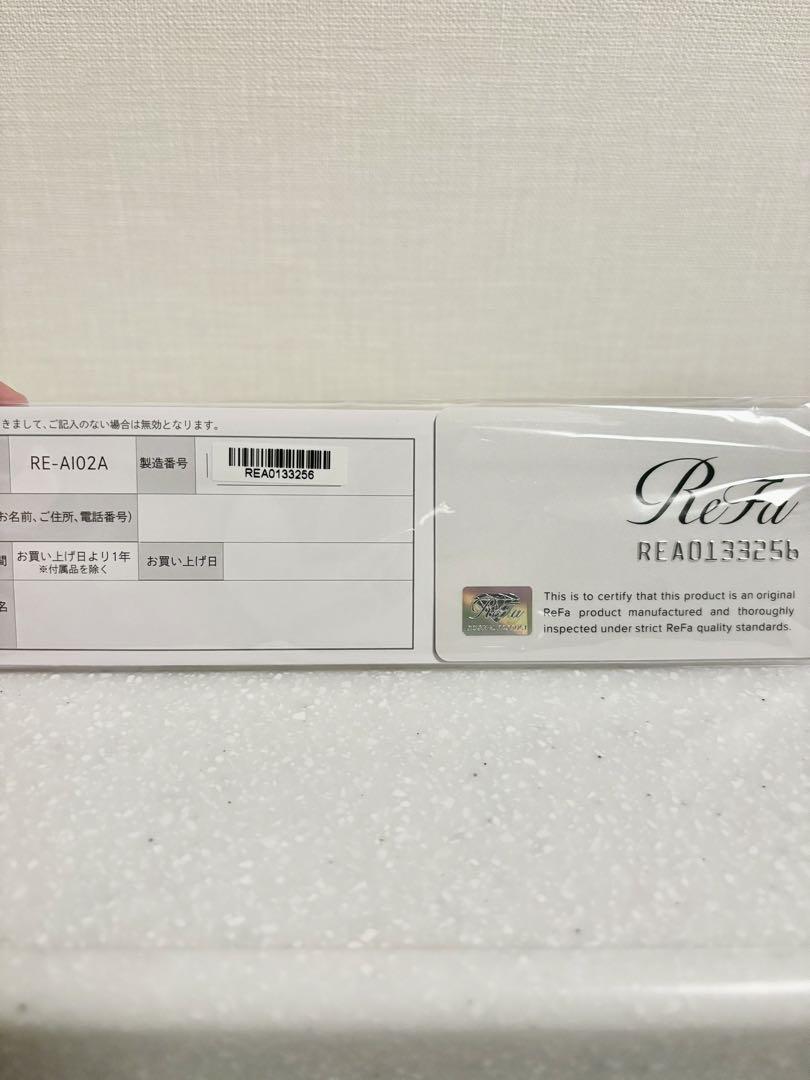 きまして、ご記入のない場合は無効となります。
RE-AI02A
製造番号
REA0133256
お名前、ご住所、電話番号)
間
お買い上げ日より1年
※付属品を除く
お買い上げ日
名
ReFa
REA0133256
ReFa
This is to certify that this product is an original
ReFa product manufactured and thoroughly
inspected under strict ReFa quality standards.